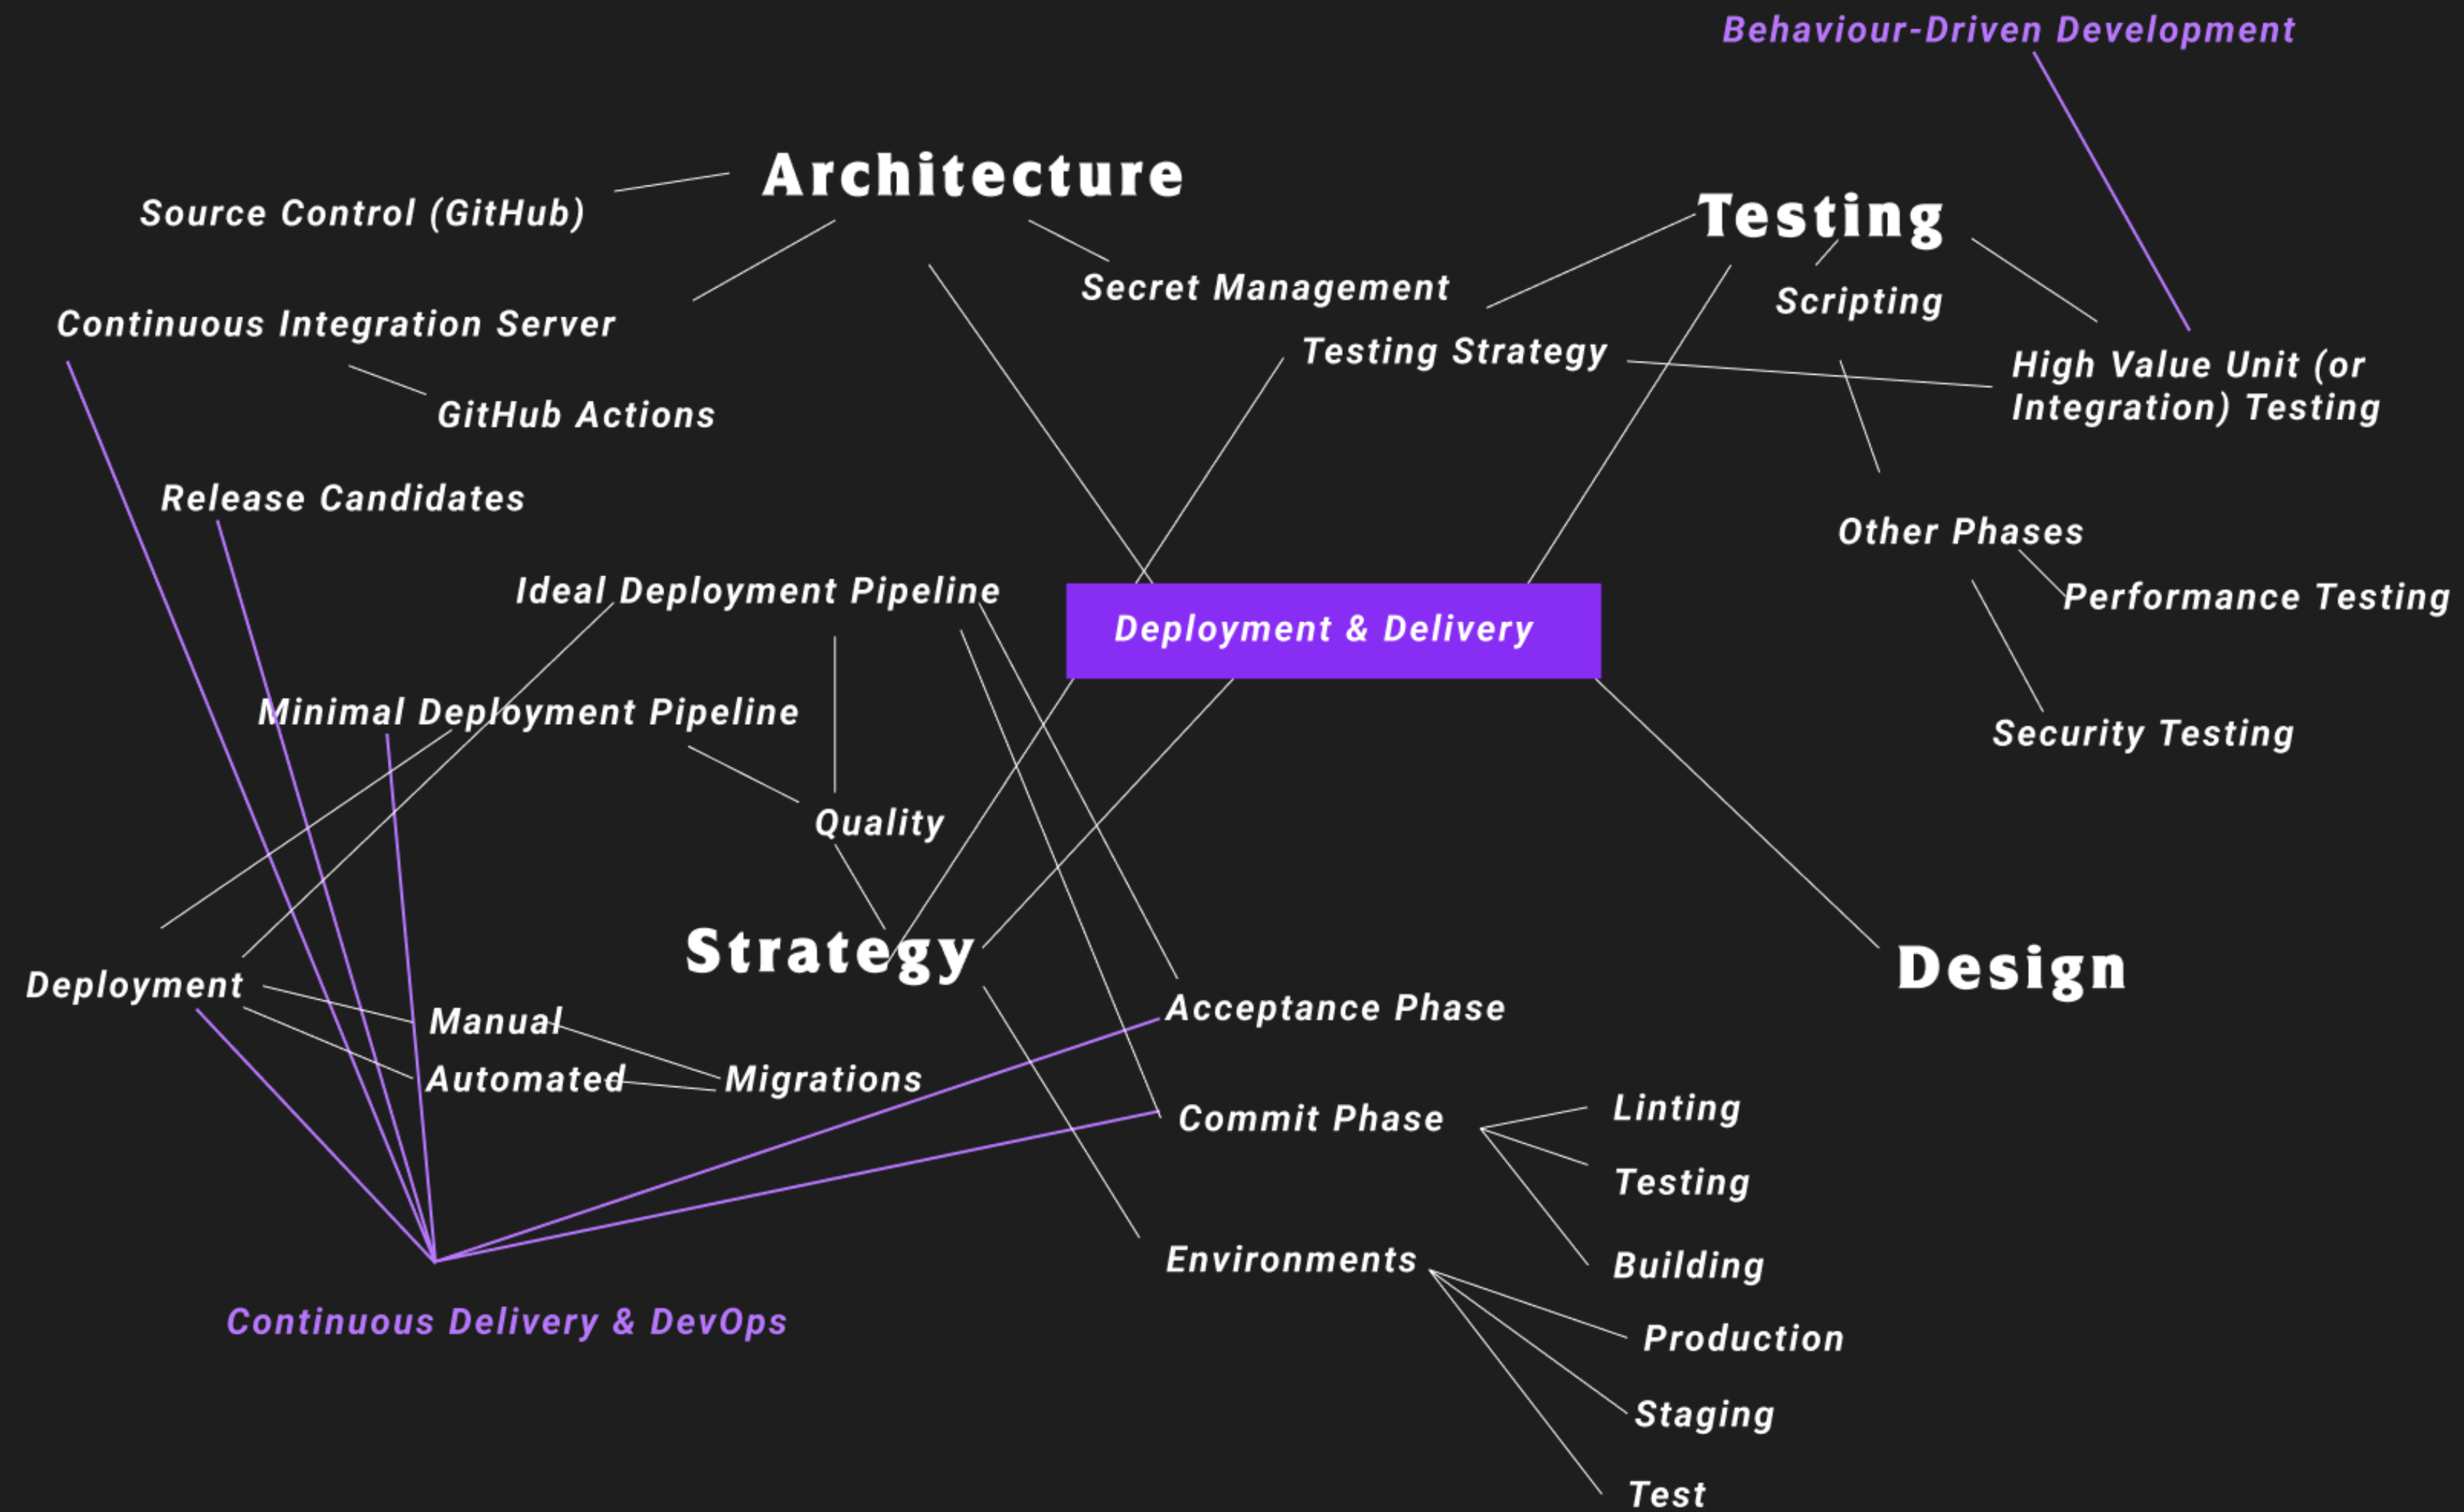 Behaviour-Driven Development
Architecture
Source Control (GitHub)
Testing
Secret Management
Scripting
Continuous Integration Server
Testing Strategy
High Value Unit (or
Integration) Testing
GitHub Actions
Release Candidates
Other Phases
Ideal Deployment Pipeline
Performance Testing
Deployment & Delivery
Minimal Deployment Pipeline
Security Testing
Quality
Strategy
Design
Deployment
Acceptance Phase
Manual
Automated
Migrations
Commit Phase
Linting
Testing
Environments
Building
Continuous Delivery & DevOps
Production
Staging
Test